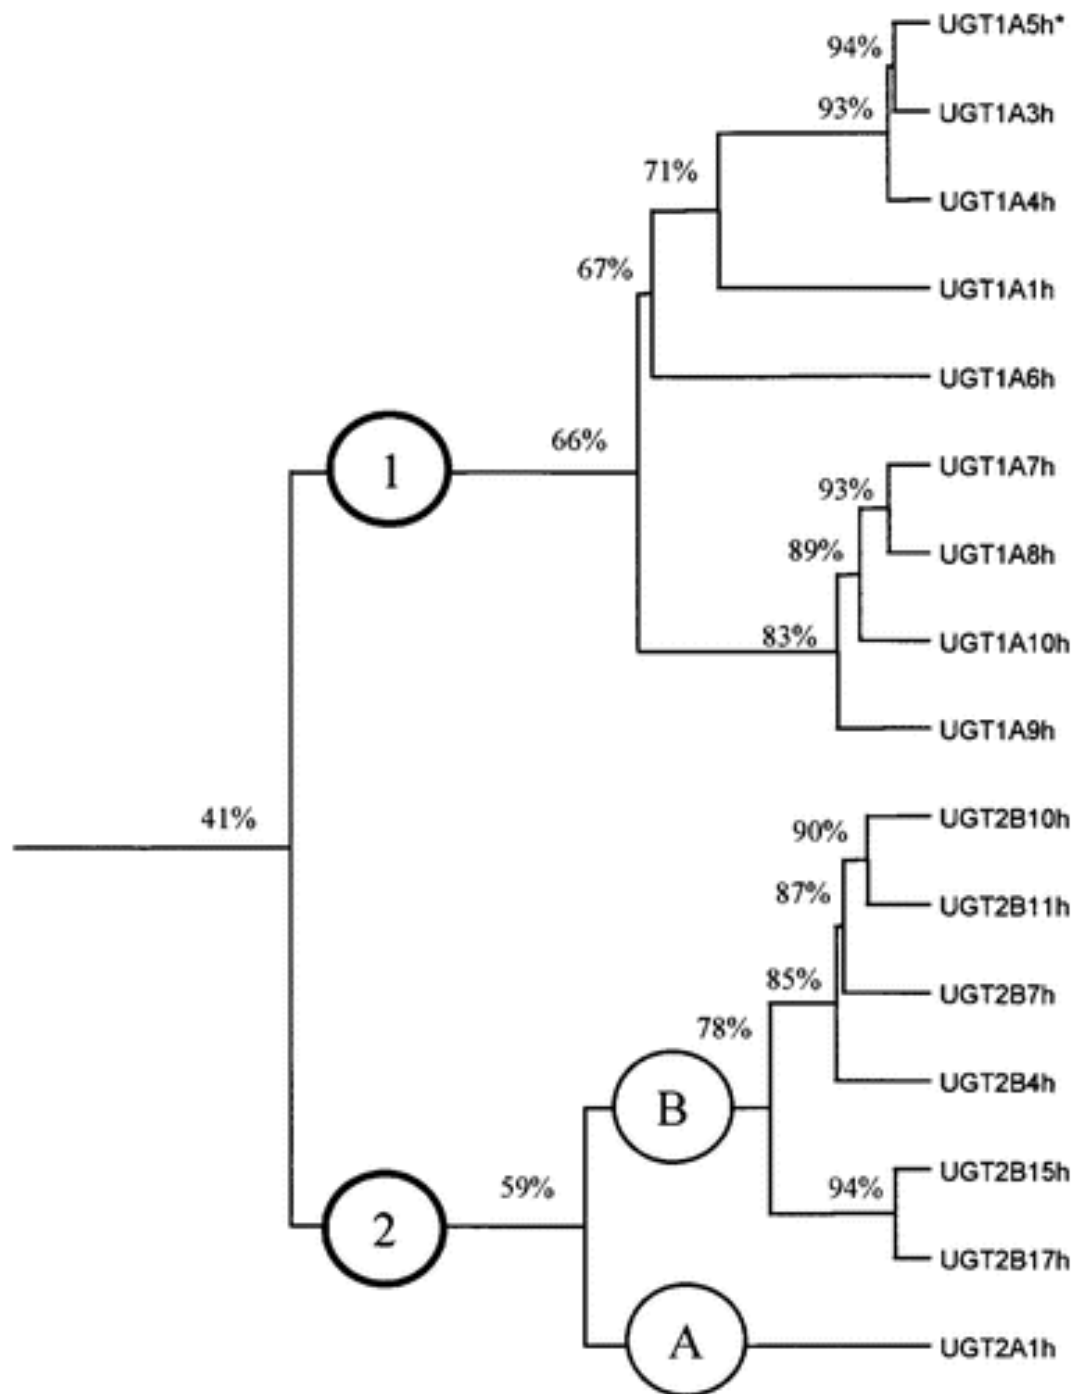 UGT1A5h*
94%
93%
UGT1A3h
71%
UGT1A4h
67%
UGT1A1h
UGT1A6h
1
66%
UGT1A7h
93%
89%
UGT1A8h
83%
UGT1A10h
UGT1A9h
41%
90%
UGT2B10h
87%
UGT2B11h
85%
UGT2B7h
78%
UGT2B4h
B
59%
94%
UGT2B15h
2
UGT2B17h
A
UGT2A1h